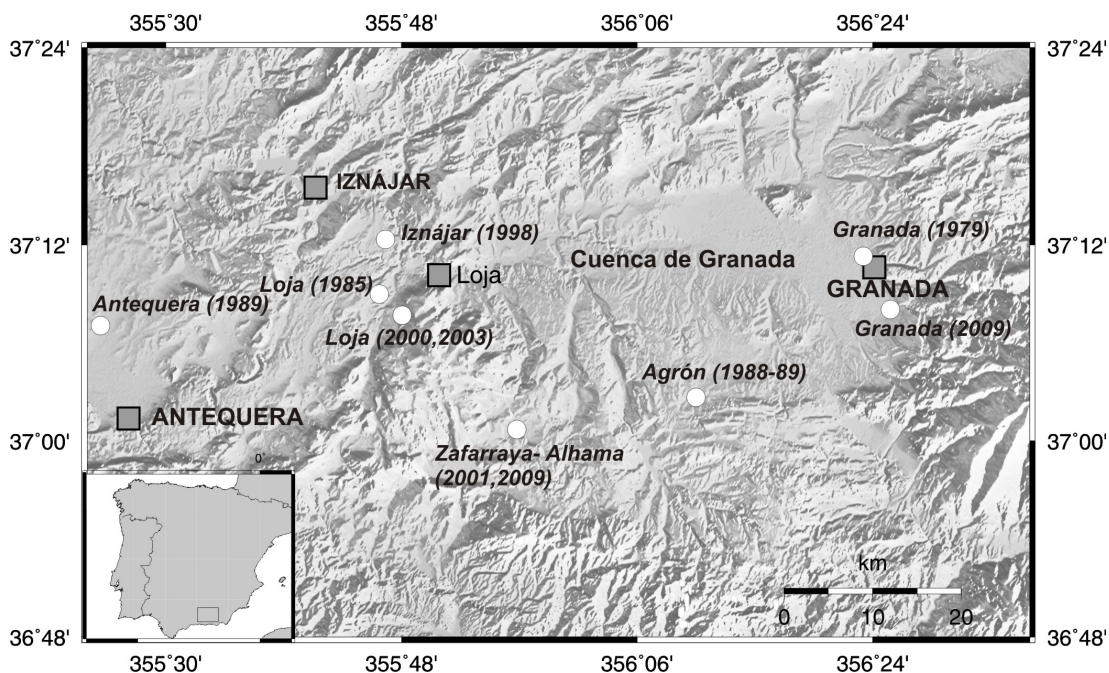 355˚30' 355˚48' 356˚06' 356˚24'
37˚24' 37˚24'
IZNÁJAR
Iznájar (1998)
Granada (1979)
37˚12' 37˚12'
Cuenca de Granada
Loja
Loja (1985)
GRANADA
Antequera (1989)
Granada (2009)
Loja (2000,2003)
Agrón (1988-89)
ANTEQUERA
37˚00' 37˚00'
Zafarraya- Alhama
(2001,2009)
0˚
km
0 10 20
36˚48' 36˚48'
355˚30' 355˚48' 356˚06' 356˚24'